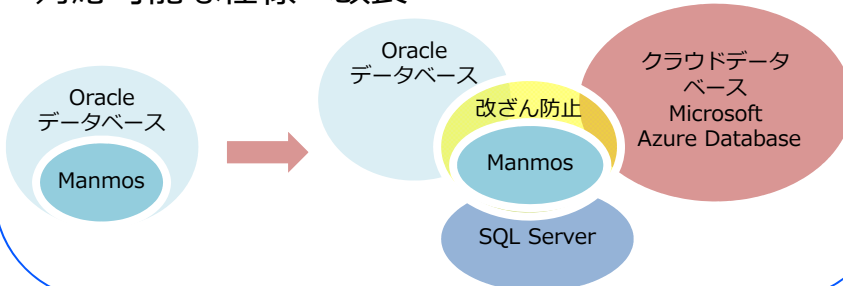 Oracle
データベース
Manmos
Oracle
データベース
改ざん防止
Manmos
SQL Server
クラウドデータ
ベース
Microsoft
Azure Database